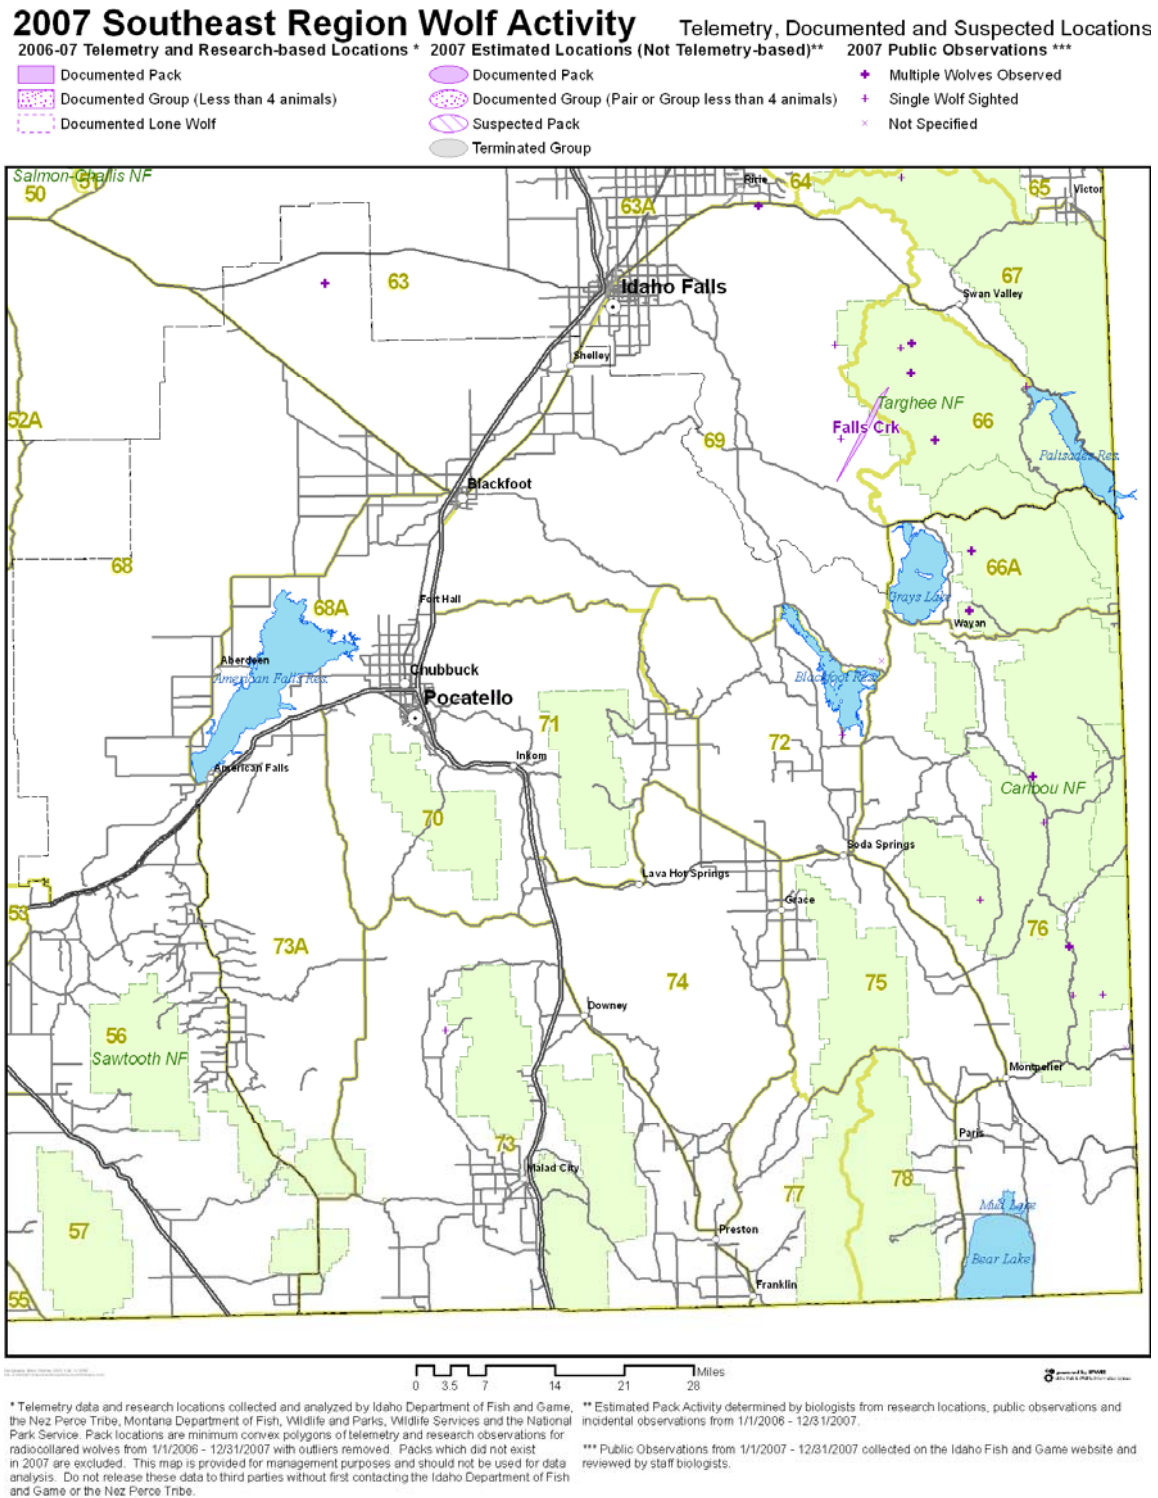 2007 Southeast Region Wolf Activity
Telemetry, Documented and Suspected Locations
2006-07 Telemetry and Research-based Locations *
Documented Pack
Documented Group (Less than 4 animals)
Documented Lone Wolf
2007 Estimated Locations (Not Telemetry-based)**
Documented Pack
Documented Group (Pair or Group less than 4 animals)
Suspected Pack
Terminated Group
2007 Public Observations ***
Multiple Wolves Observed
Single Wolf Sighted
Not Specified
Salmon-Challis NF
50
51
63A
Ririe
64
65
Victor
63
Idaho Falls
67
Swan Valley
Shelley
52A
Targhee NF
Falls Crk
66
69
Palisades Res.
Blackfoot
68
66A
Grays Lake
Fort Hall
68A
Wayan
Aberdeen
American Falls Res.
Chubbuck
Pocatello
Blackfoot Res.
71
72
Inkom
American Falls
Caribou NF
70
Soda Springs
Lava Hot Springs
Grace
53
76
73A
74
75
Downey
56
Sawtooth NF
Montpelier
Paris
73
Malad City
77
78
Mud Lake
57
Preston
Bear Lake
Franklin
55
0 3.5 7 14 21 28
Miles
* Telemetry data and research locations collected and analyzed by Idaho Department of Fish and Game,
the Nez Perce Tribe, Montana Department of Fish, Wildlife and Parks, Wildlife Services and the National
Park Service. Pack locations are minimum convex polygons of telemetry and research observations for
radiocollared wolves from 1/1/2006 - 12/31/2007 with outliers removed. Packs which did not exist
in 2007 are excluded. This map is provided for management purposes and should not be used for data
analysis. Do not release these data to third parties without first contacting the Idaho Department of Fish
and Game or the Nez Perce Tribe.
** Estimated Pack Activity determined by biologists from research locations, public observations and
incidental observations from 1/1/2006 - 12/31/2007.
*** Public Observations from 1/1/2007 - 12/31/2007 collected on the Idaho Fish and Game website and
reviewed by staff biologists.